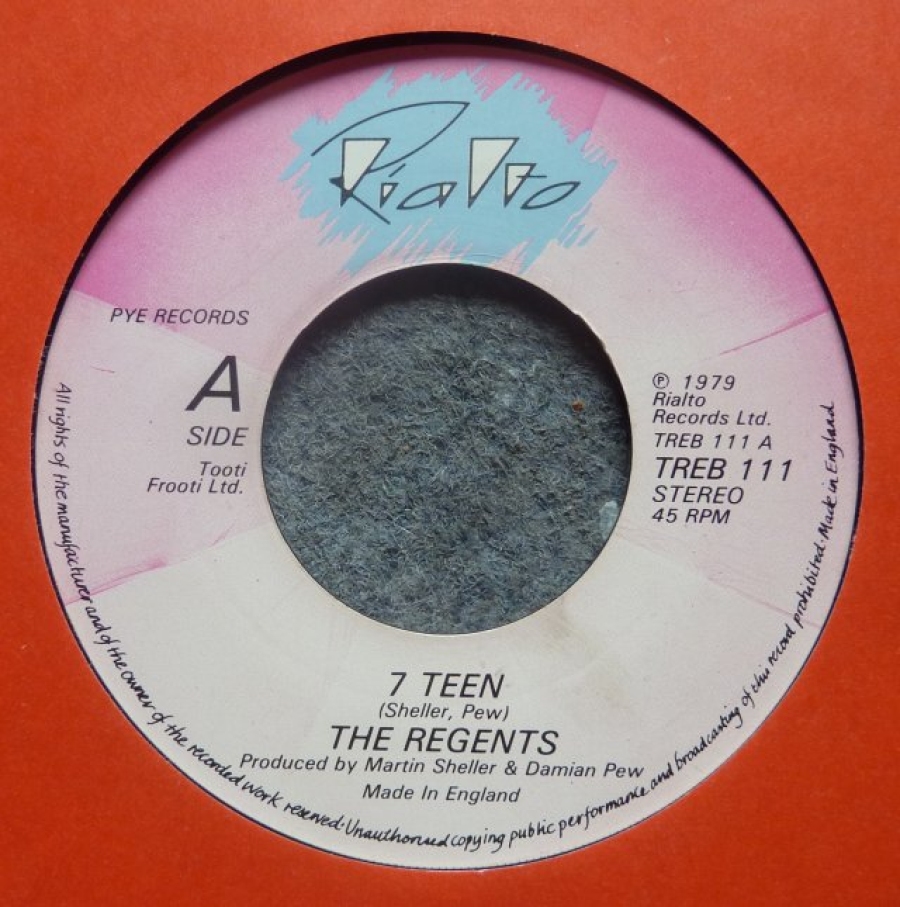 Rialto
PYE RECORDS
A
SIDE
Tooti
Frooti Ltd.
℗ 1979
Rialto
Records Ltd.
TREB 111 A
TREB 111
STEREO
45 RPM
7 TEEN
(Sheller, Pew)
THE REGENTS
Produced by Martin Sheller & Damian Pew
Made In England
All rights of the manufacturer and of the owner of the recorded work reserved. Unauthorised copying public performance and broadcasting of this record prohibited. Made in England